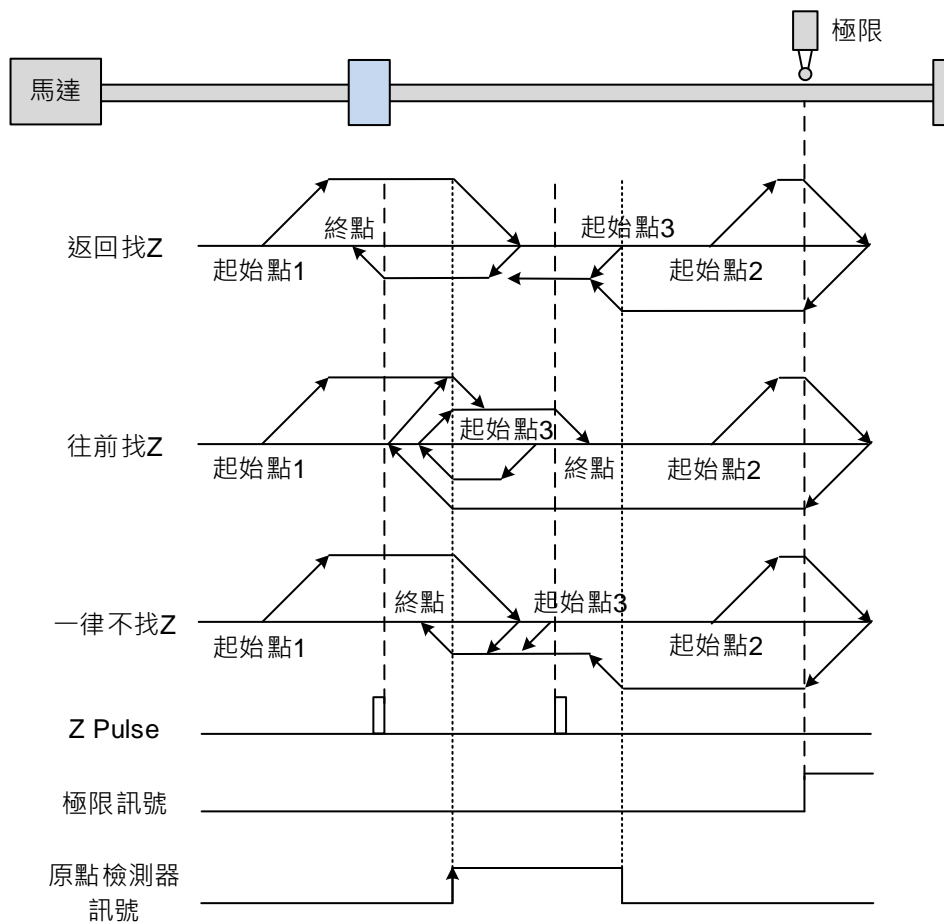 極限
馬達
返回找Z
起始點1
終點
起始點3
起始點2
往前找Z
起始點1
起始點3
終點
起始點2
一律不找Z
起始點1
終點
起始點3
起始點2
Z Pulse
極限訊號
原點檢測器
訊號